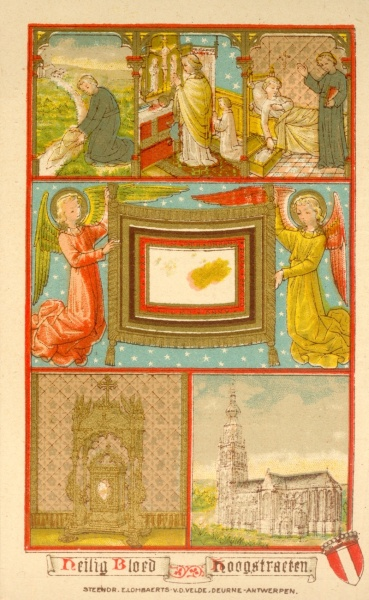 Heilig Bloed Hoogstraeten.
STEENDR. E. LOMBAERTS-V.D.VELDE. DEURNE-ANTWERPEN.